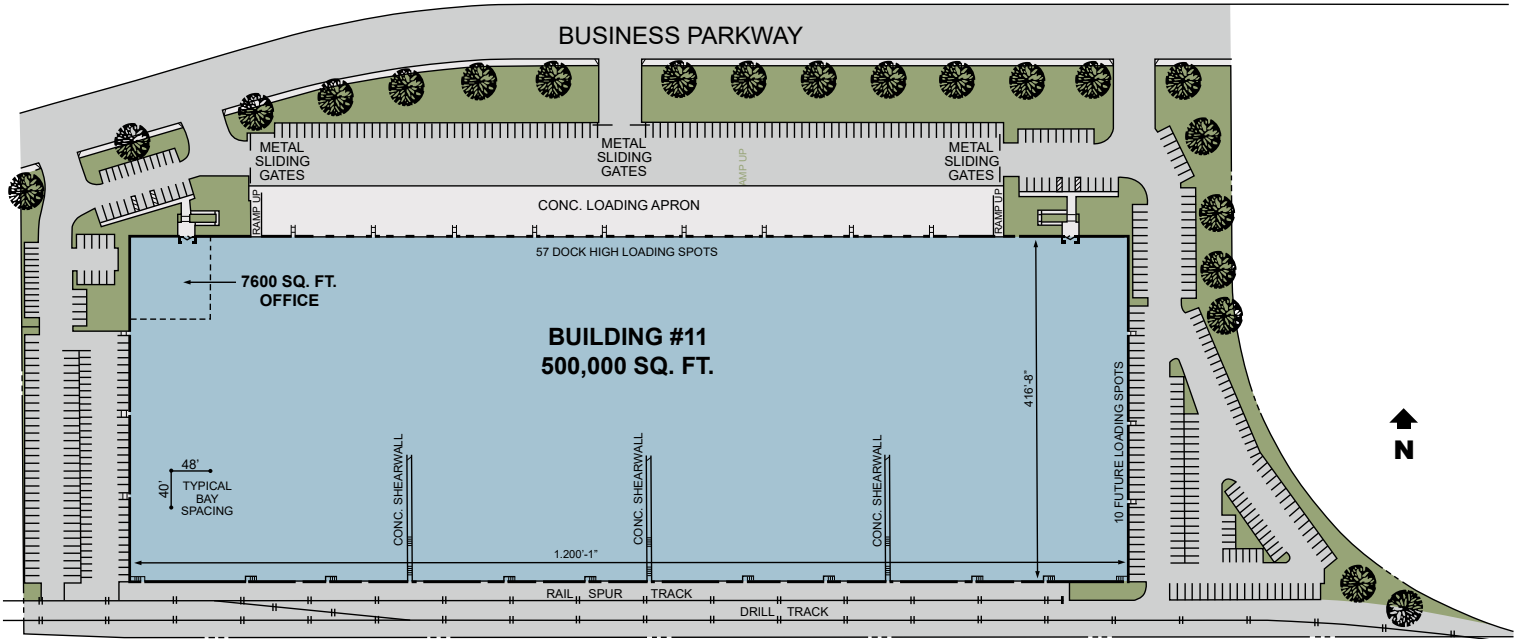 BUSINESS PARKWAY
METAL
SLIDING
GATES
METAL
SLIDING
GATES
METAL
SLIDING
GATES
AMP UP
RAMP UP
CONC. LOADING APRON
RAMP UP
57 DOCK HIGH LOADING SPOTS
7600 SQ. FT.
OFFICE
BUILDING #11
500,000 SQ. FT.
416'-8"
10 FUTURE LOADING SPOTS
N
48'
40'
TYPICAL
BAY
SPACING
CONC. SHEARWALL
CONC. SHEARWALL
CONC. SHEARWALL
1.200'-1"
RAIL SPUR TRACK
DRILL TRACK